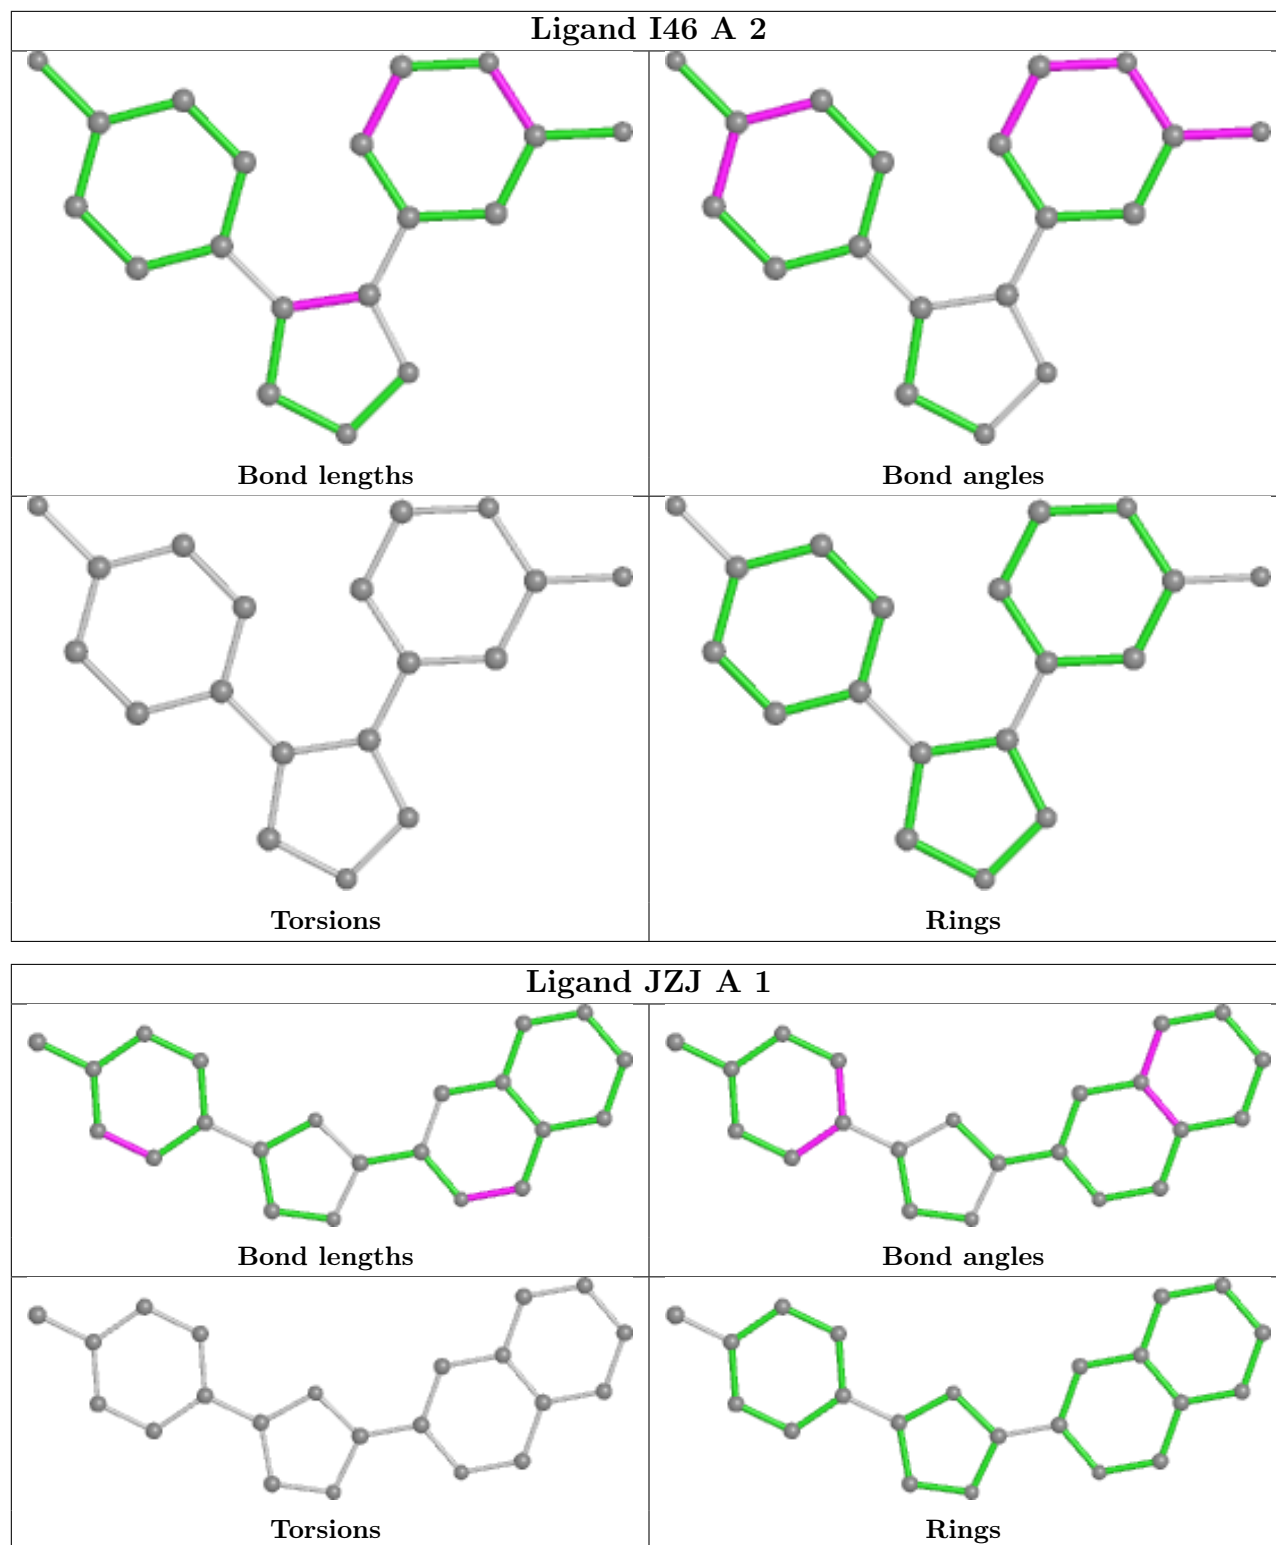 Ligand I46 A 2
Bond lengths
Bond angles
Torsions
Rings
Ligand JZJ A 1
Bond lengths
Bond angles
Torsions
Rings